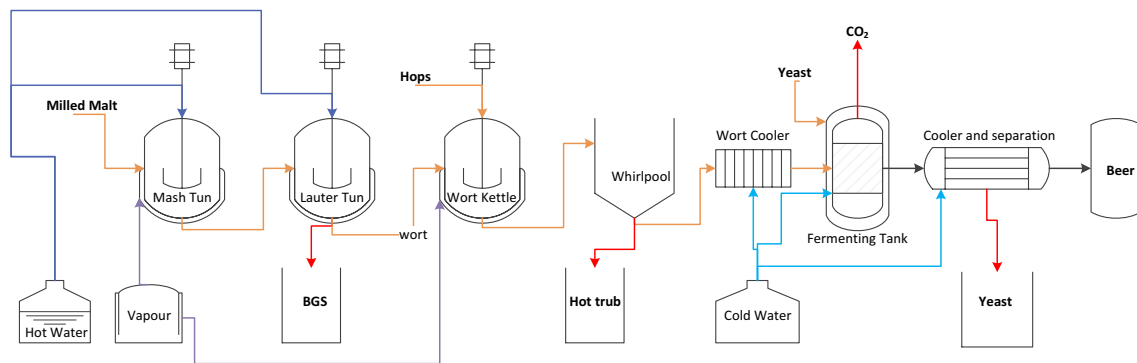 CO₂
Hops
Yeast
Milled Malt
Wort Cooler
Cooler and separation
Whirlpool
Beer
Mash Tun
Lauter Tun
Wort Kettle
wort
Fermenting Tank
BGS
Hot trub
Yeast
Vapour
Cold Water
Hot Water